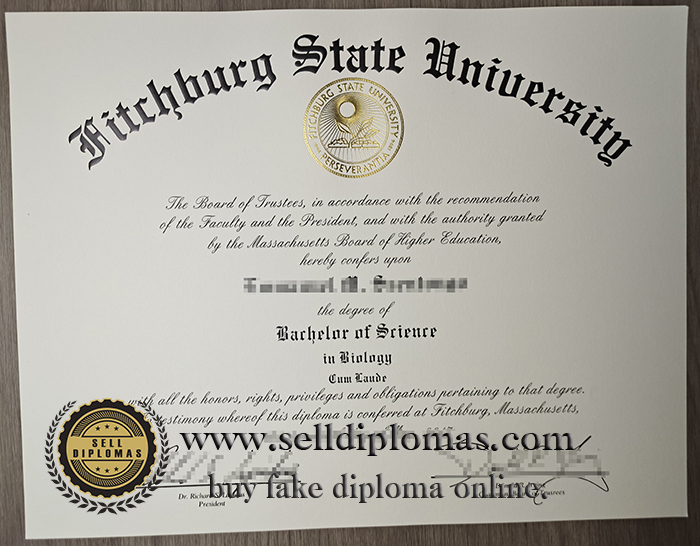 Fitchburg State University
FITCHBURG STATE UNIVERSITY
PERSEVERANTIA
The Board of Trustees, in accordance with the recommendation
of the Faculty and the President, and with the authority granted
by the Massachusetts Board of Higher Education,
hereby confers upon
the degree of
Bachelor of Science
in Biology
Cum Laude
with all the honors, rights, privileges and obligations pertaining to that degree.
testimony whereof this diploma is conferred at Fitchburg, Massachusetts,
SELL
DIPLOMAS
www.selldiplomas.com
Dr. Richard
President
Trustees
buy fake diploma online.